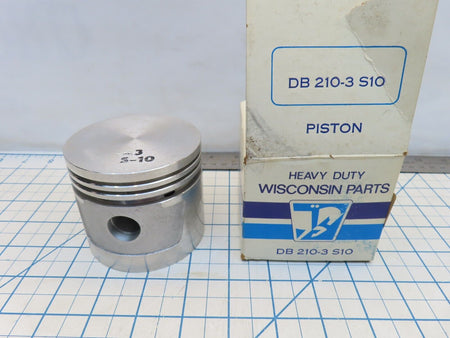 3
S-10
DB 210-3 S10
PISTON
HEAVY DUTY
WISCONSIN PARTS
DB 210-3 S10